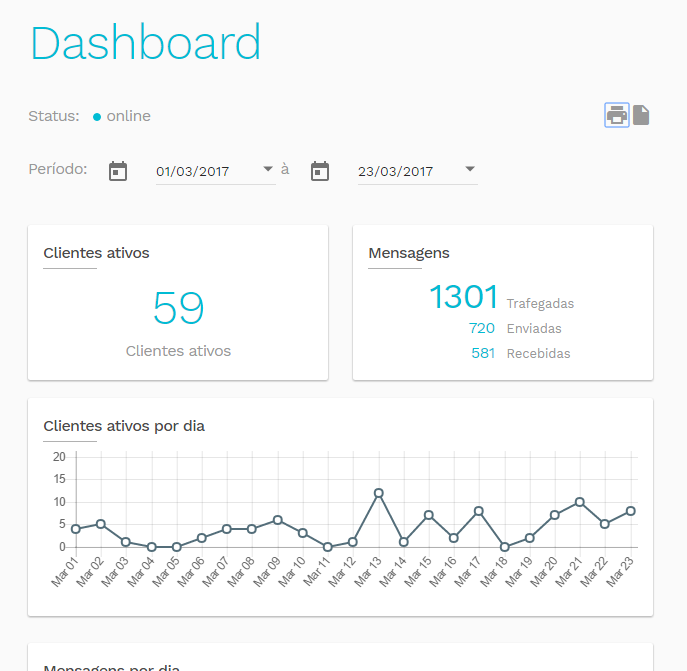 Dashboard
Status: online
Período: 01/03/2017 à 23/03/2017
Clientes ativos
59
Clientes ativos
Mensagens
1301 Trafegadas
720 Enviadas
581 Recebidas
Clientes ativos por dia
20
15
10
5
0
Mar 01 Mar 02 Mar 03 Mar 04 Mar 05 Mar 06 Mar 07 Mar 08 Mar 09 Mar 10 Mar 11 Mar 12 Mar 13 Mar 14 Mar 15 Mar 16 Mar 17 Mar 18 Mar 19 Mar 20 Mar 21 Mar 22 Mar 23
Mensagens por dia